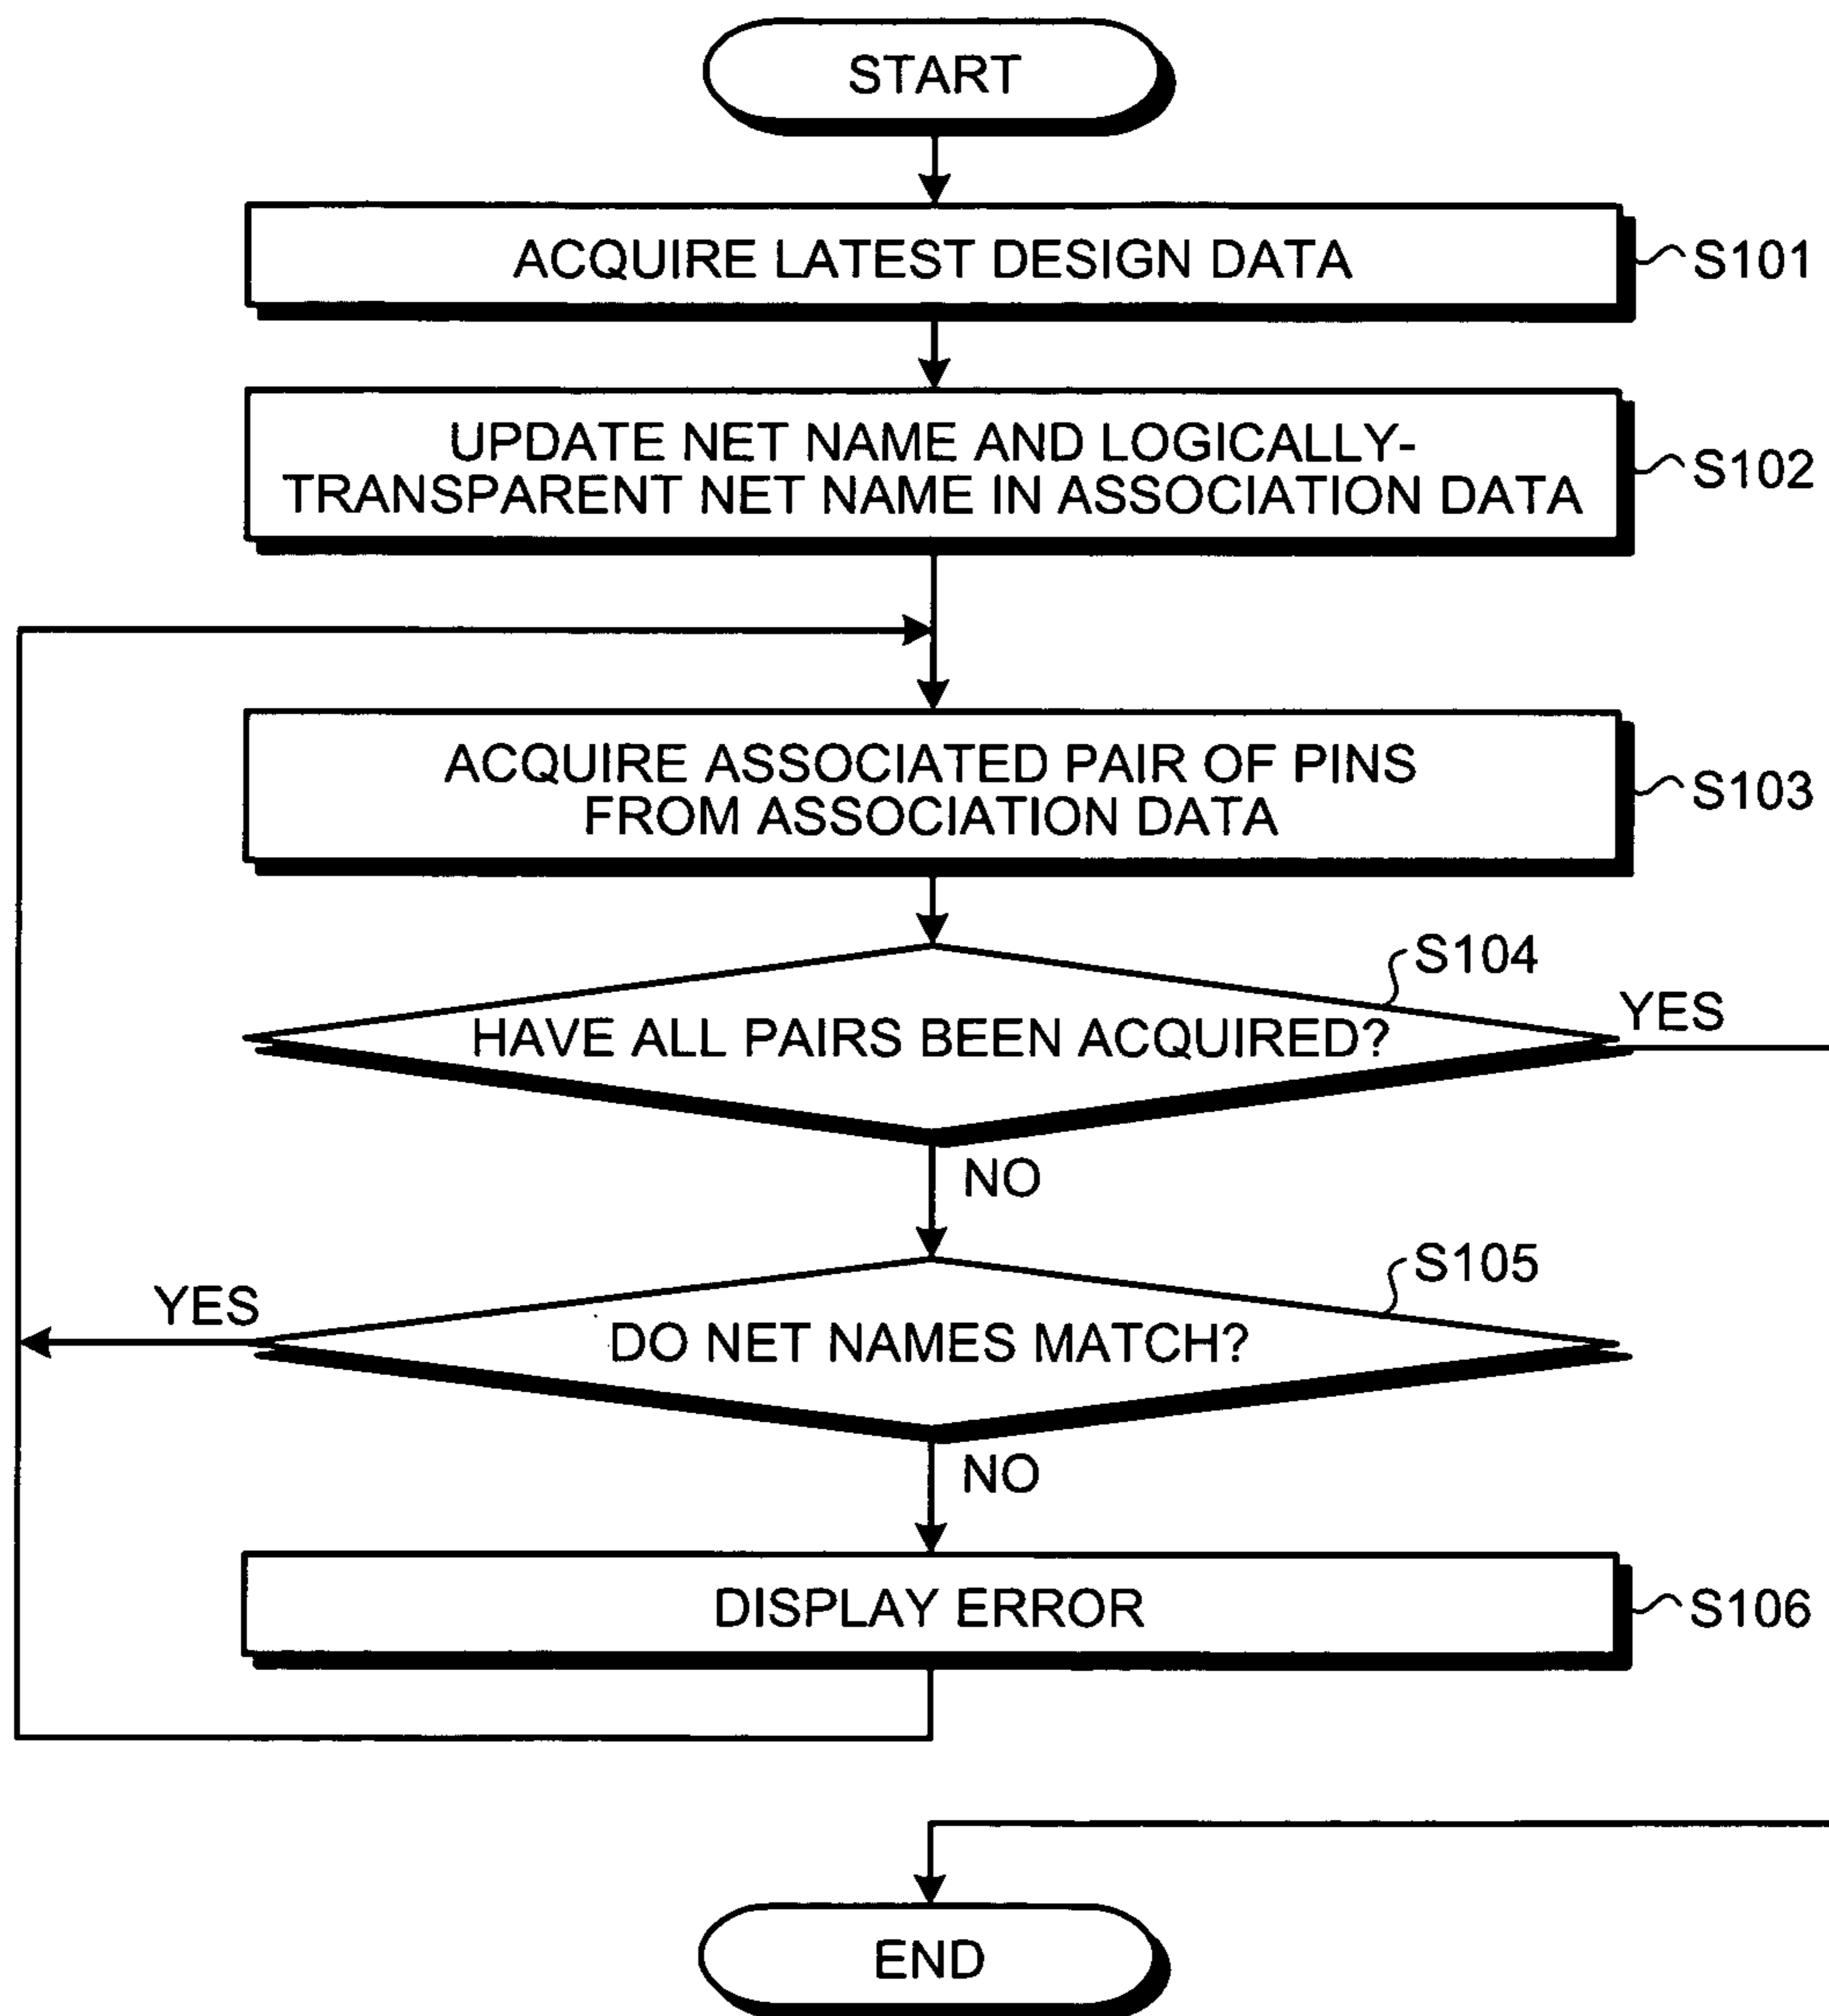 START
ACQUIRE LATEST DESIGN DATA
S101
UPDATE NET NAME AND LOGICALLY-
TRANSPARENT NET NAME IN ASSOCIATION DATA
S102
ACQUIRE ASSOCIATED PAIR OF PINS
FROM ASSOCIATION DATA
S103
S104
HAVE ALL PAIRS BEEN ACQUIRED?
YES
NO
S105
YES
DO NET NAMES MATCH?
NO
DISPLAY ERROR
S106
END